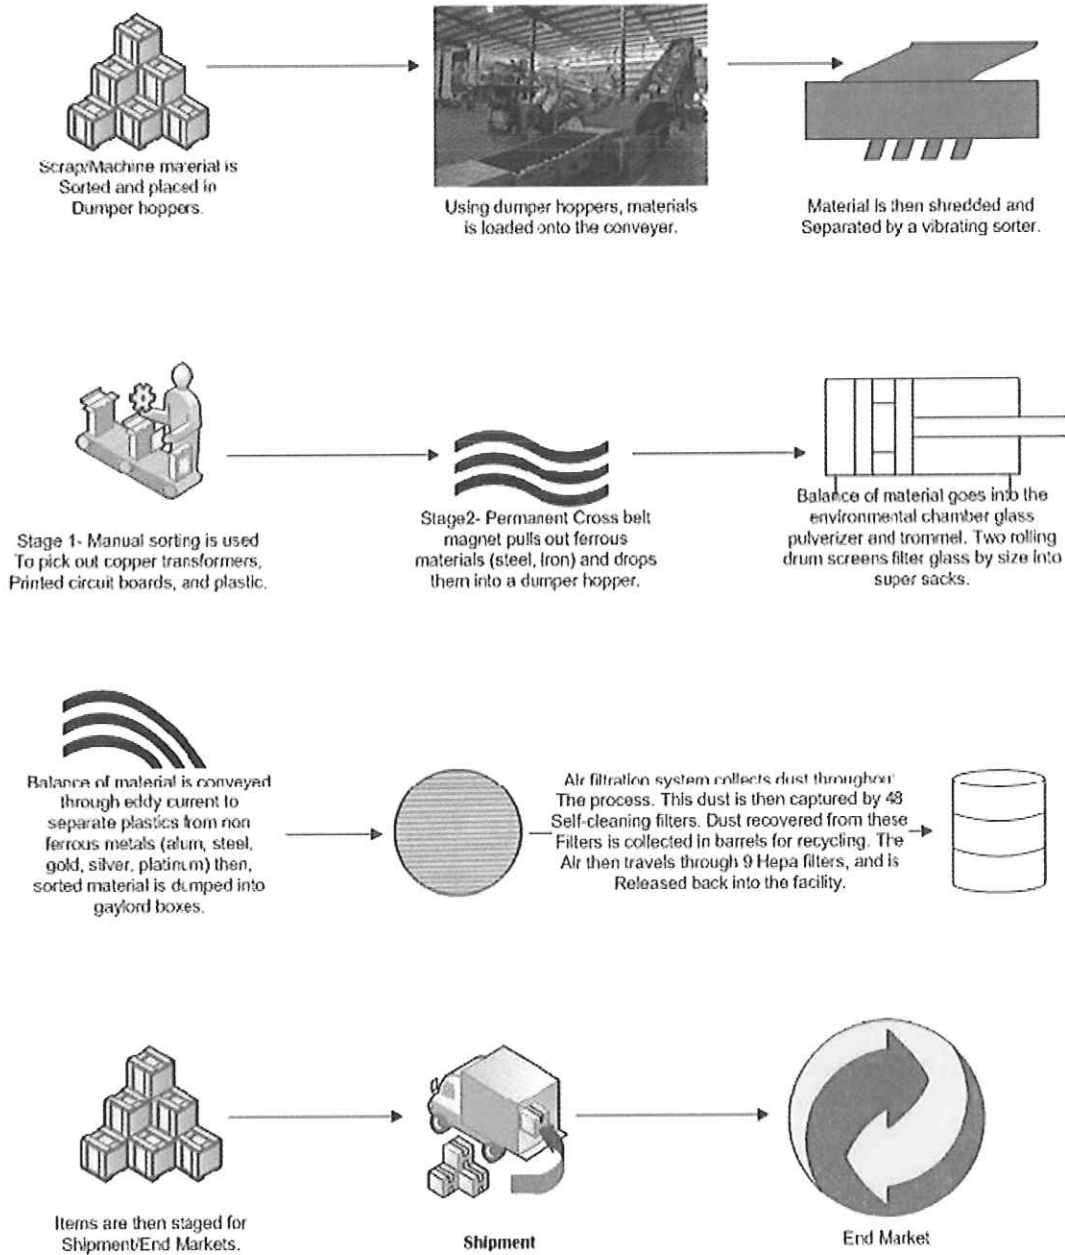 Scrap/Machine material is
Sorted and placed in
Dumper hoppers.
Using dumper hoppers, materials
is loaded onto the conveyer.
Material is then shredded and
Separated by a vibrating sorter.
Stage 1- Manual sorting is used
To pick out copper transformers,
Printed circuit boards, and plastic.
Stage2- Permanent Cross belt
magnet pulls out ferrous
materials (steel, iron) and drops
them into a dumper hopper.
Balance of material goes into the
environmental chamber glass
pulverizer and trommel. Two rolling
drum screens filter glass by size into
super sacks.
Balance of material is conveyed
through eddy current to
separate plastics from non
ferrous metals (alum, steel,
gold, silver, platinum) then,
sorted material is dumped into
gaylord boxes.
Air filtration system collects dust throughout
The process. This dust is then captured by 48
Self-cleaning filters. Dust recovered from these
Filters is collected in barrels for recycling. The
Air then travels through 9 Hepa filters, and is
Released back into the facility.
Items are then staged for
Shipment/End Markets.
Shipment
End Market